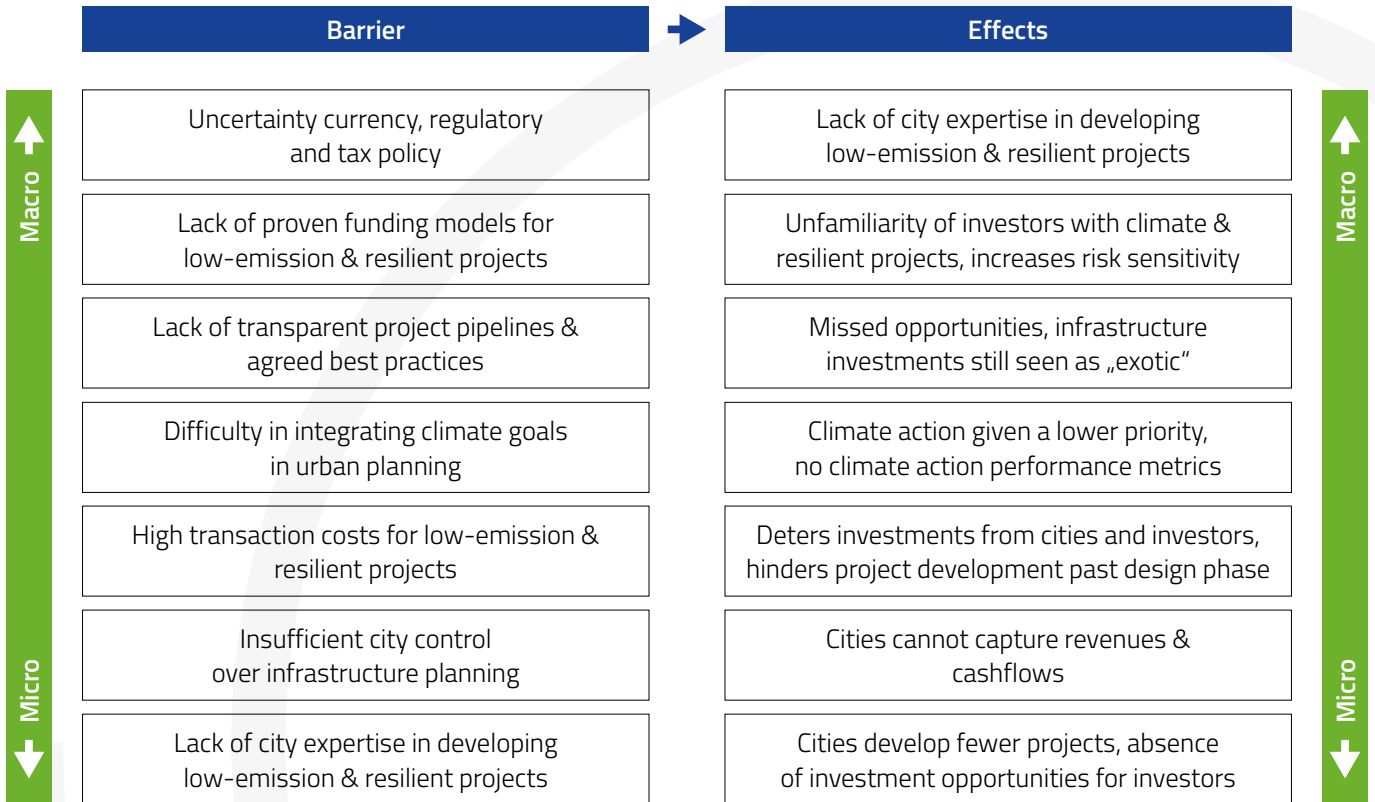 Barrier
Effects
Macro
Micro
Uncertainty currency, regulatory
and tax policy
Lack of city expertise in developing
low-emission & resilient projects
Lack of proven funding models for
low-emission & resilient projects
Unfamiliarity of investors with climate &
resilient projects, increases risk sensitivity
Lack of transparent project pipelines &
agreed best practices
Missed opportunities, infrastructure
investments still seen as „exotic“
Difficulty in integrating climate goals
in urban planning
Climate action given a lower priority,
no climate action performance metrics
High transaction costs for low-emission &
resilient projects
Deters investments from cities and investors,
hinders project development past design phase
Insufficient city control
over infrastructure planning
Cities cannot capture revenues &
cashflows
Lack of city expertise in developing
low-emission & resilient projects
Cities develop fewer projects, absence
of investment opportunities for investors
Macro
Micro